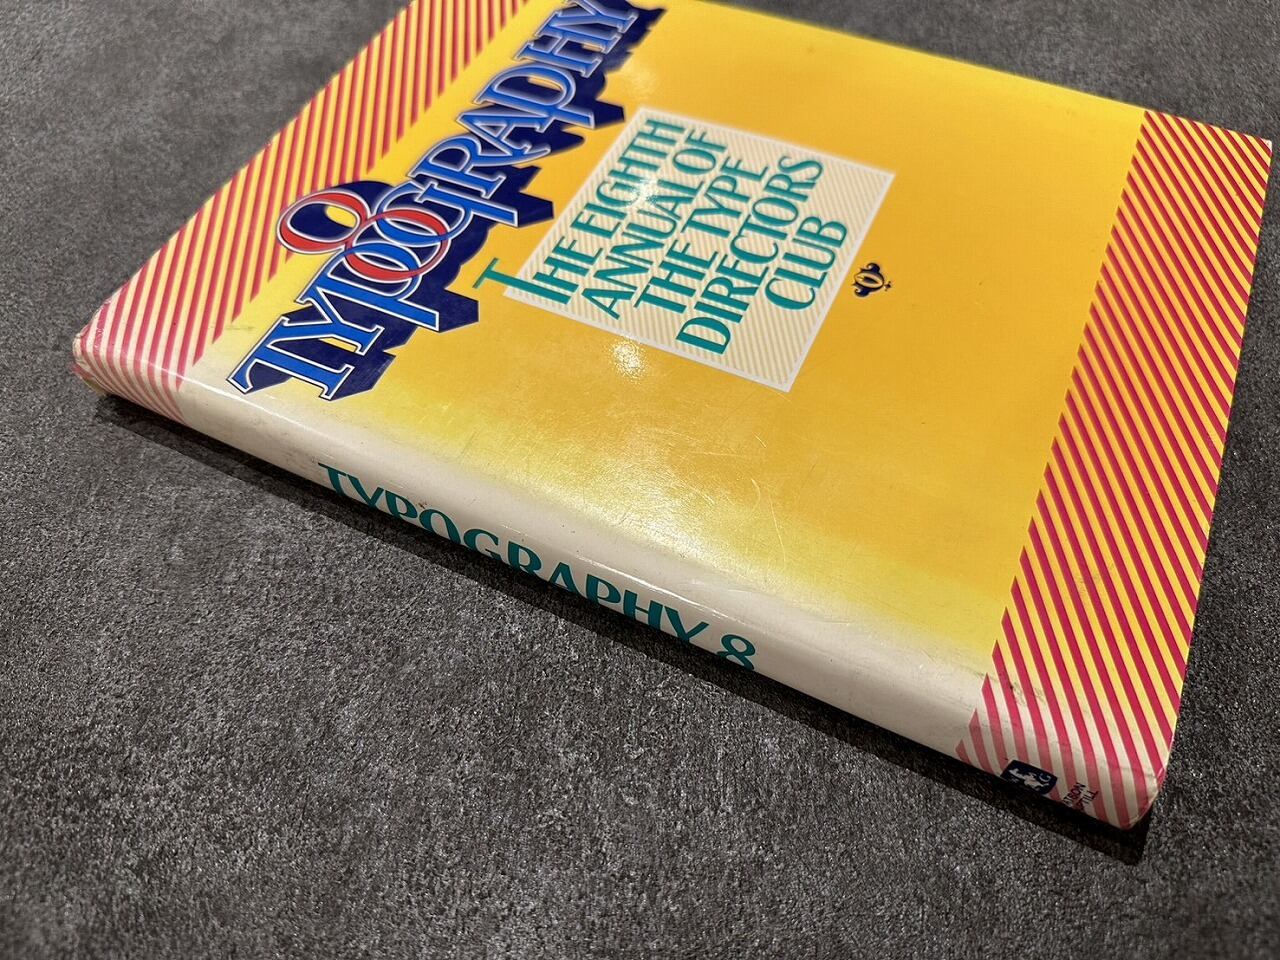 8
TYPOGRAPHY
THE EIGHTH
ANNUAL OF
THE TYPE
DIRECTORS
CLUB
TYPOGRAPHY 8